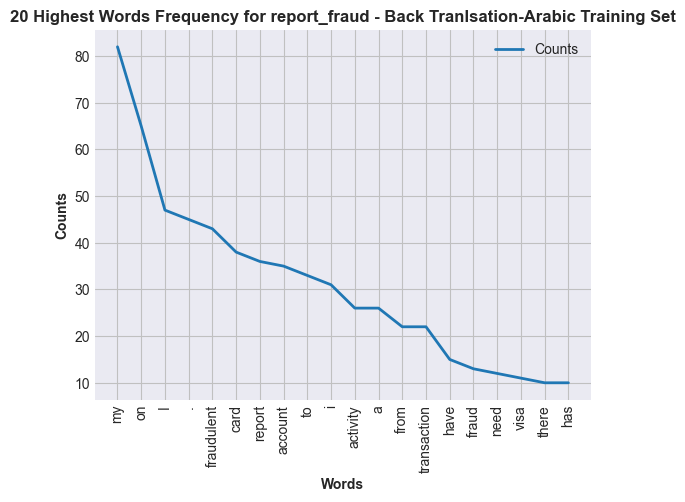 20 Highest Words Frequency for report_fraud - Back Tranlsation-Arabic Training Set
Counts
80
70
60
50
40
30
20
10
Counts
my
on
I
.
fraudulent
card
report
account
to
i
activity
a
from
transaction
have
fraud
need
visa
there
has
Words